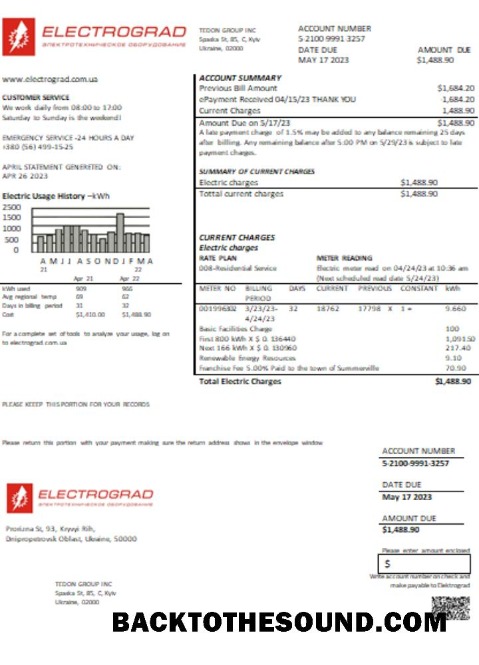 ELECTROGRAD
ЭЛЕКТРОТЕХНИЧЕСКОЕ ОБОРУДОВАНИЕ
TEDON GROUP INC
Spaska St, 85, C, Kyiv
Ukraine, 02000
ACCOUNT NUMBER
5-2100-9991-3257
DATE DUE AMOUNT DUE
MAY 17 2023 $1,488.90
www.electrograd.com.ua
CUSTOMER SERVICE
We work daily from 08:00 to 17:00
Saturday to Sunday is the weekend!
EMERGENCY SERVICE -24 HOURS A DAY
+380 (56) 499-15-25
APRIL STATEMENT GENERETED ON:
APR 26 2023
Electric Usage History –kWh
2500
2000
1500
1000
500
0
A M J J A S O N D J F M A
21 22
Apr 21 Apr 22
kWh used 909 966
Avg regional temp 69 62
Days in billing period 31 32
Cost $1,410.00 $1,488.90
For a complete set of tools to analyze your usage, log on
to electrograd.com.ua
ACCOUNT SUMMARY
Previous Bill Amount $1,684.20
ePayment Received 04/15/23 THANK YOU 1,684.20
Current Charges 1,488.90
Amount Due on 5/17/23 $1,488.90
A late payment charge of 1.5% may be added to any balance remaining 25 days
after billing. Any remaining balance after 5:00 PM on 5/25/23 is subject to late
payment charges.
SUMMARY OF CURRENT CHARGES
Electric charges $1,488.90
Tottal current charges $1,488.90
CURRENT CHARGES
Electric charges
RATE PLAN METER READING
008-Residential Service Electric meter read on 04/24/23 at 10:36 am
(Next scheduled read date 5/24/23)
METER NO BILLING PERIOD DAYS CURRENT PREVIOUS CONSTANT kWh
3/23/23- 32 18762 17798 X 1 = 9.660
4/24/23
Basic Facilities Charge 100
First 800 kWh X $ 0.136440 1,091.50
Next 166 kWh X $ 0.130960 217.40
Renewable Energy Resources 9.10
Franchise Fee 5.00% Paid to the town of Summerville 70.90
Total Electric Charges $1,488.90
PLEASE KEEEP THIS PORTION FOR YOUR RECORDS
Please return this portion with your payment making sure the return address shows in the envelope window
ACCOUNT NUMBER
5-2100-9991-3257
DATE DUE
May 17 2023
AMOUNT DUE
$1,488.90
Please enter amount enclosed
$
Write account number on check and
make payable to Elektrograd
ELECTROGRAD
ЭЛЕКТРОТЕХНИЧЕСКОЕ ОБОРУДОВАНИЕ
Prorizna St, 93, Kryvyi Rih,
Dnipropetrovsk Oblast, Ukraine, 50000
TEDON GROUP INC
Spaska St, 85, C, Kyiv
Ukraine, 02000
BACKTOTHESOUND.COM